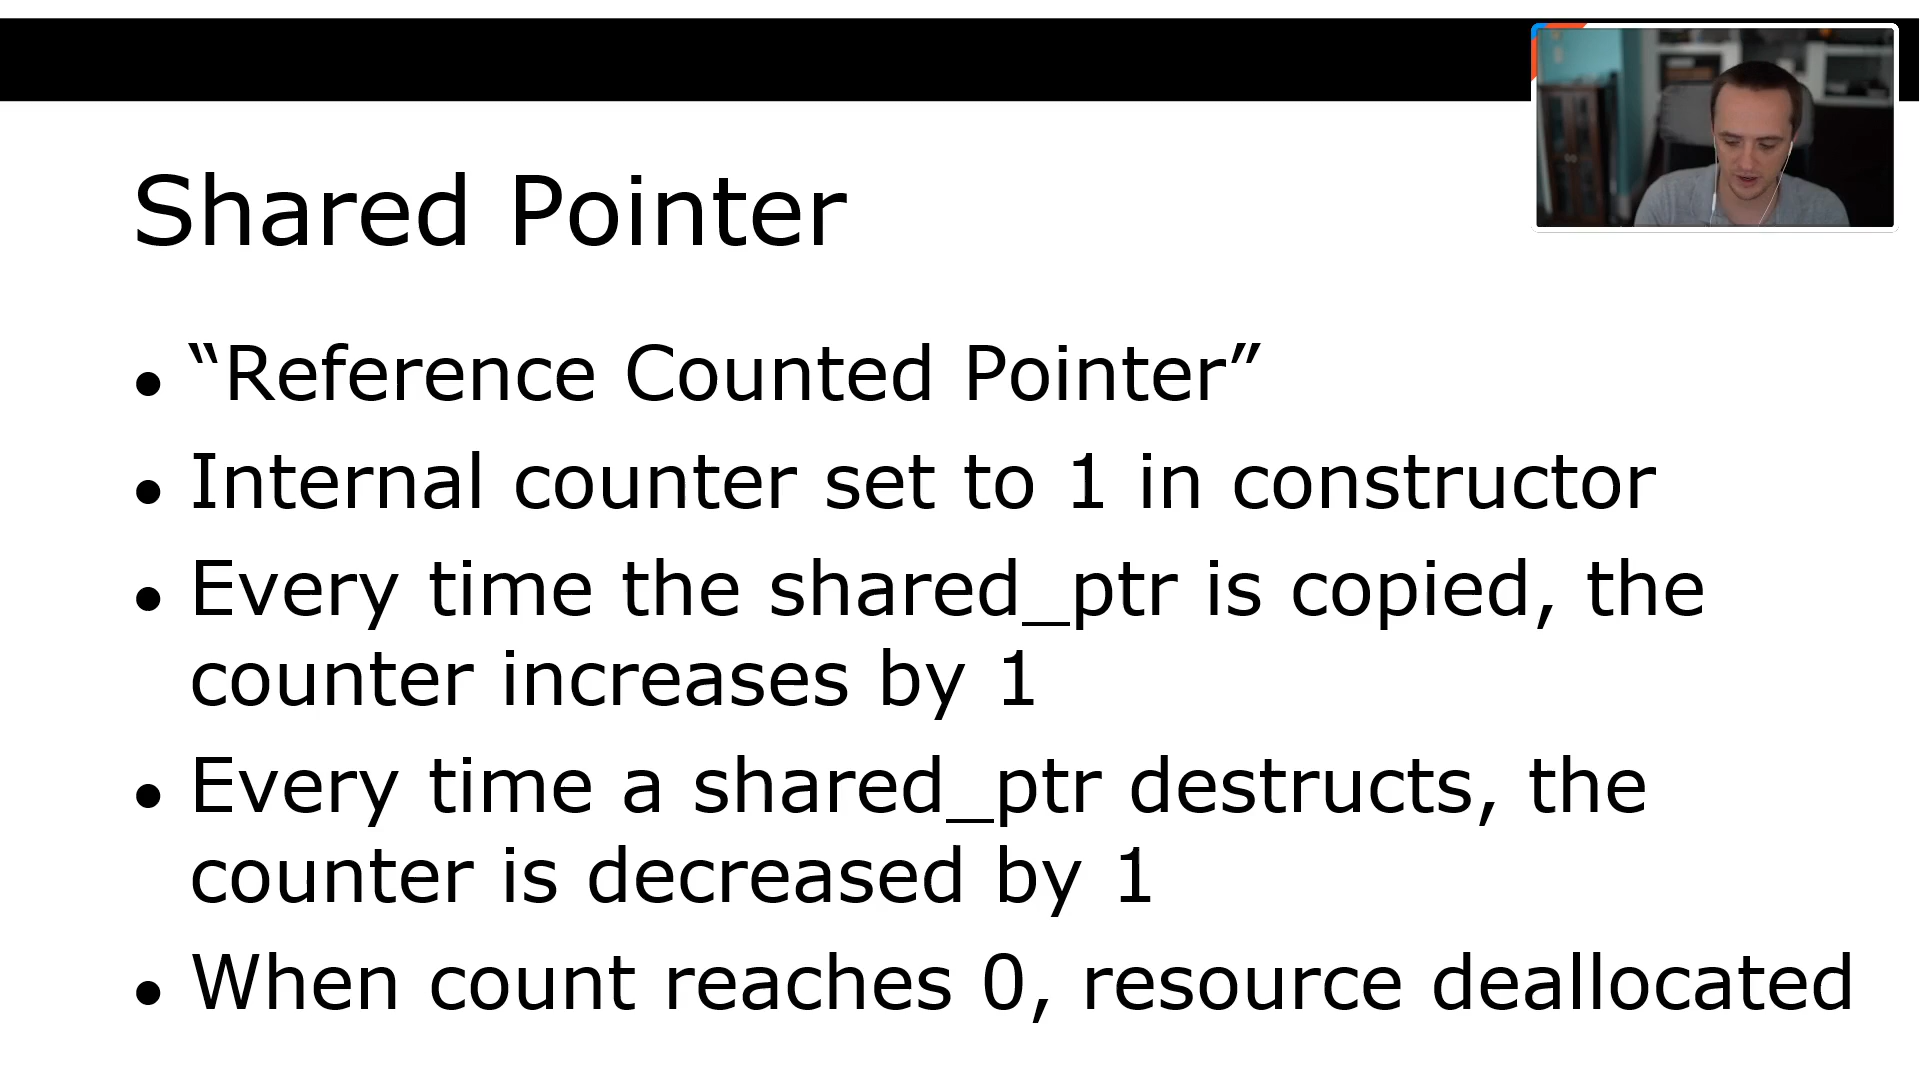 Shared Pointer
• “Reference Counted Pointer”
• Internal counter set to 1 in constructor
• Every time the shared_ptr is copied, the
counter increases by 1
• Every time a shared_ptr destructs, the
counter is decreased by 1
• When count reaches 0, resource deallocated